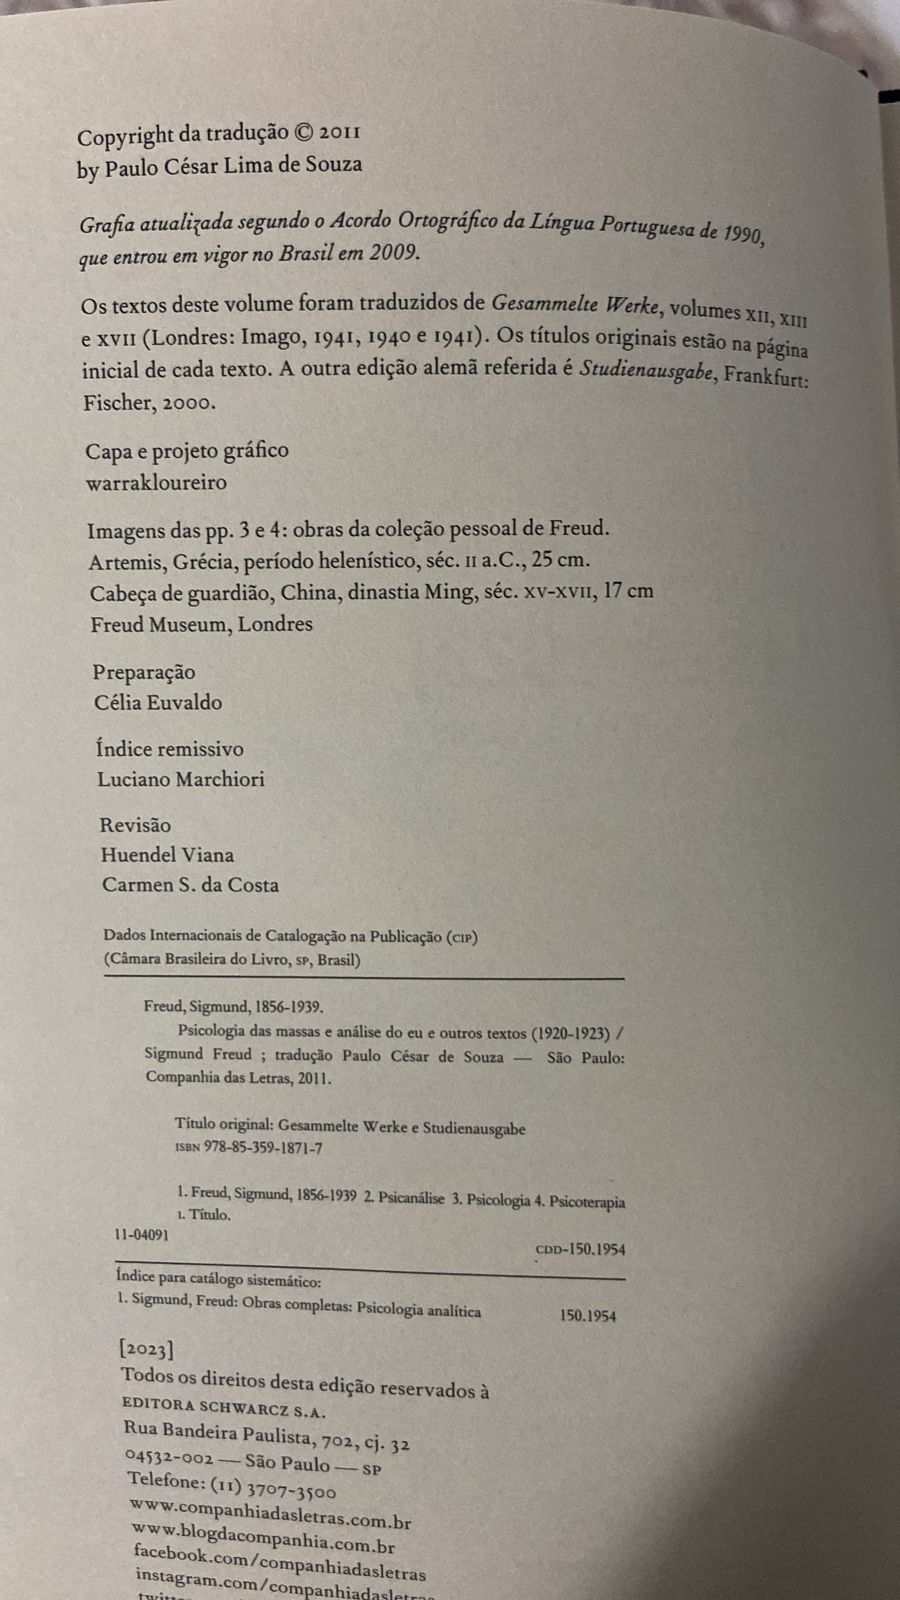 Copyright da tradução © 2011
by Paulo César Lima de Souza
Grafia atualizada segundo o Acordo Ortográfico da Língua Portuguesa de 1990,
que entrou em vigor no Brasil em 2009.
Os textos deste volume foram traduzidos de Gesammelte Werke, volumes XII, XIII
e XVII (Londres: Imago, 1941, 1940 e 1941). Os títulos originais estão na página
inicial de cada texto. A outra edição alemã referida é Studienausgabe, Frankfurt:
Fischer, 2000.
Capa e projeto gráfico
warrakloureiro
Imagens das pp. 3 e 4: obras da coleção pessoal de Freud.
Artemis, Grécia, período helenístico, séc. II a.C., 25 cm.
Cabeça de guardião, China, dinastia Ming, séc. XV-XVII, 17 cm
Freud Museum, Londres
Preparação
Célia Euvaldo
Índice remissivo
Luciano Marchiori
Revisão
Huendel Viana
Carmen S. da Costa
Dados Internacionais de Catalogação na Publicação (CIP)
(Câmara Brasileira do Livro, SP, Brasil)
Freud, Sigmund, 1856-1939.
Psicologia das massas e análise do eu e outros textos (1920-1923) /
Sigmund Freud ; tradução Paulo César de Souza — São Paulo:
Companhia das Letras, 2011.
Título original: Gesammelte Werke e Studienausgabe
ISBN 978-85-359-1871-7
1. Freud, Sigmund, 1856-1939 2. Psicanálise 3. Psicologia 4. Psicoterapia
I. Título.
11-04091 CDD-150.1954
Índice para catálogo sistemático:
1. Sigmund, Freud: Obras completas: Psicologia analítica 150.1954
[2023]
Todos os direitos desta edição reservados à
EDITORA SCHWARCZ S.A.
Rua Bandeira Paulista, 702, cj. 32
04532-002 — São Paulo — SP
Telefone: (11) 3707-3500
www.companhiadasletras.com.br
www.blogdacompanhia.com.br
facebook.com/companhiadasletras
instagram.com/companhiadasletras